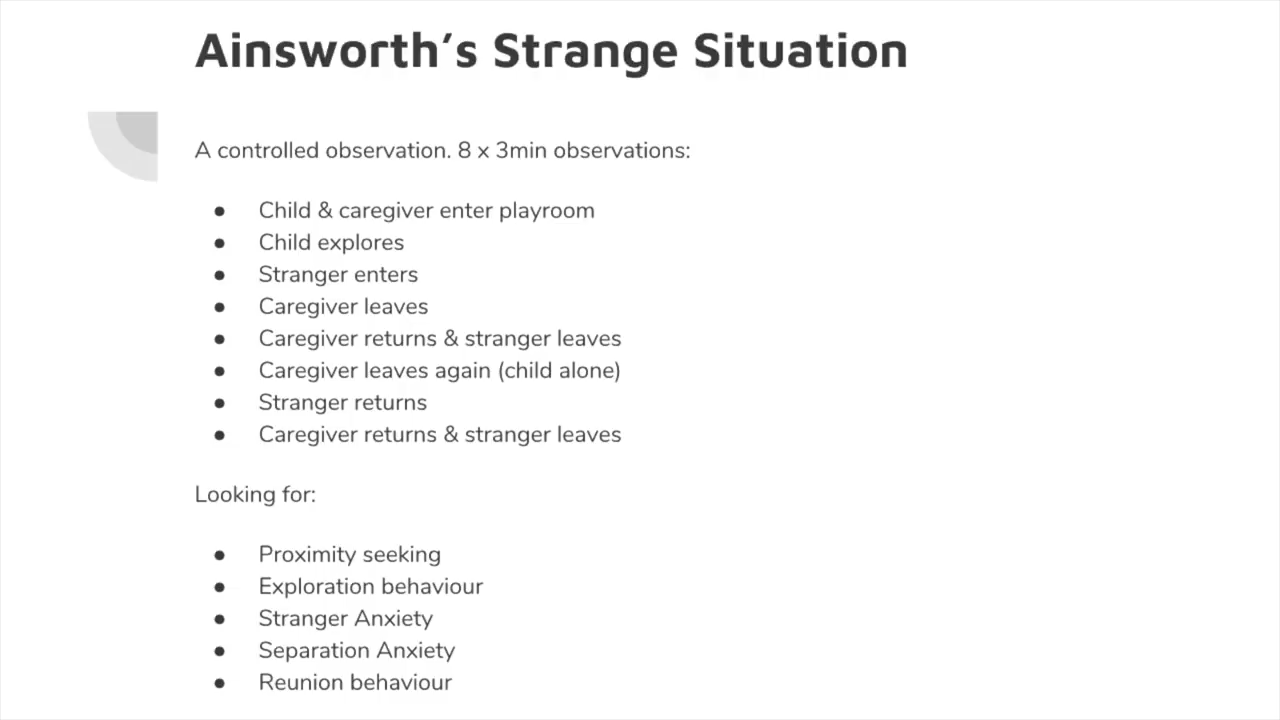 Ainsworth’s Strange Situation
A controlled observation. 8 x 3min observations:
● Child & caregiver enter playroom
● Child explores
● Stranger enters
● Caregiver leaves
● Caregiver returns & stranger leaves
● Caregiver leaves again (child alone)
● Stranger returns
● Caregiver returns & stranger leaves
Looking for:
● Proximity seeking
● Exploration behaviour
● Stranger Anxiety
● Separation Anxiety
● Reunion behaviour